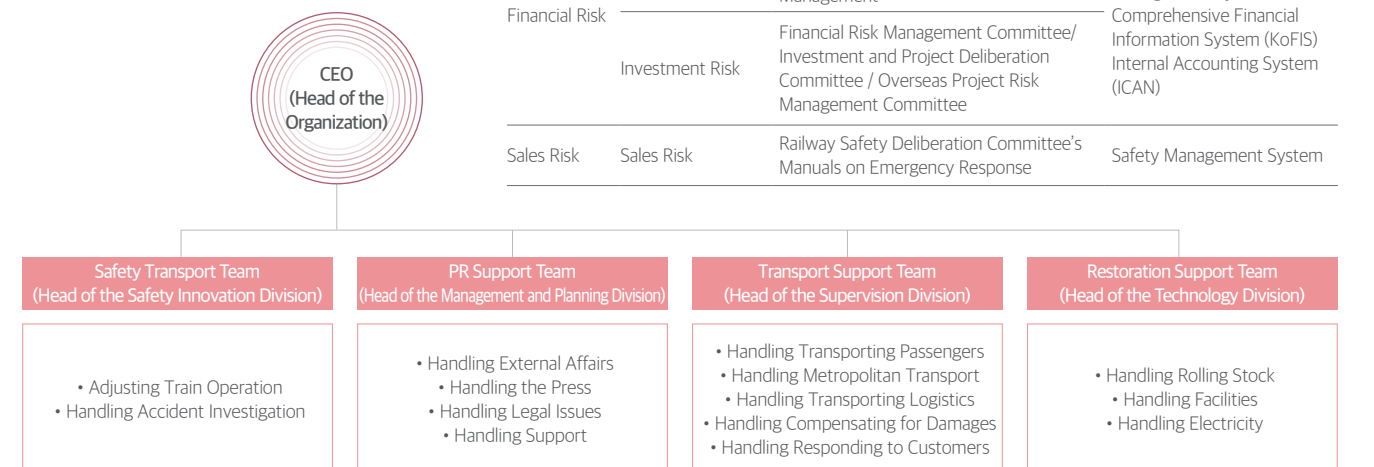 Management
Financial Risk
Comprehensive Financial
Information System (KoFIS)
Internal Accounting System
(ICAN)
Investment Risk
Financial Risk Management Committee/
Investment and Project Deliberation
Committee / Overseas Project Risk
Management Committee
Sales Risk
Sales Risk
Railway Safety Deliberation Committee's
Manuals on Emergency Response
Safety Management System
CEO
(Head of the
Organization)
Safety Transport Team
(Head of the Safety Innovation Division)
• Adjusting Train Operation
• Handling Accident Investigation
PR Support Team
(Head of the Management and Planning Division)
• Handling External Affairs
• Handling the Press
• Handling Legal Issues
• Handling Support
Transport Support Team
(Head of the Supervision Division)
• Handling Transporting Passengers
• Handling Metropolitan Transport
• Handling Transporting Logistics
• Handling Compensating for Damages
• Handling Responding to Customers
Restoration Support Team
(Head of the Technology Division)
• Handling Rolling Stock
• Handling Facilities
• Handling Electricity